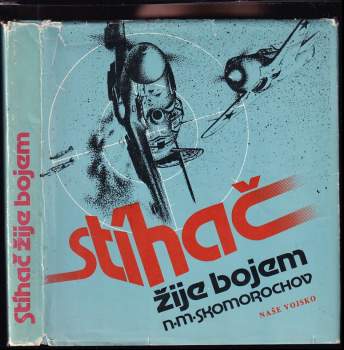 Stíhač žije bojem
stíhač
žije bojem
n·m·skomorochov
NAŠE VOJSKO